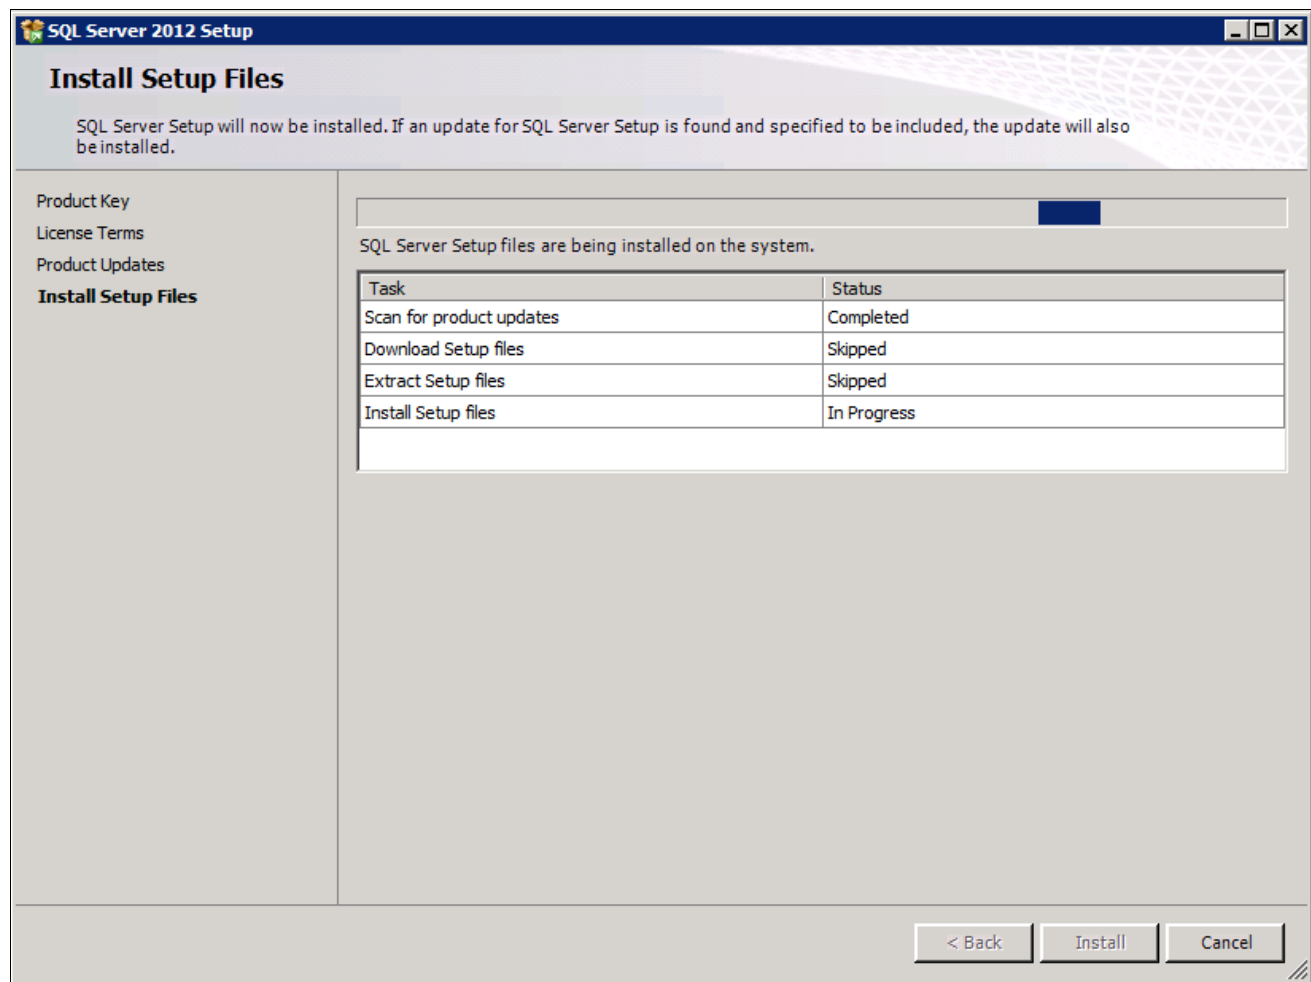 SQL Server 2012 Setup
Install Setup Files
SQL Server Setup will now be installed. If an update for SQL Server Setup is found and specified to be included, the update will also
be installed.
Product Key
License Terms
Product Updates
Install Setup Files
SQL Server Setup files are being installed on the system.
Task Status
Scan for product updates Completed
Download Setup files Skipped
Extract Setup files Skipped
Install Setup files In Progress
< Back Install Cancel